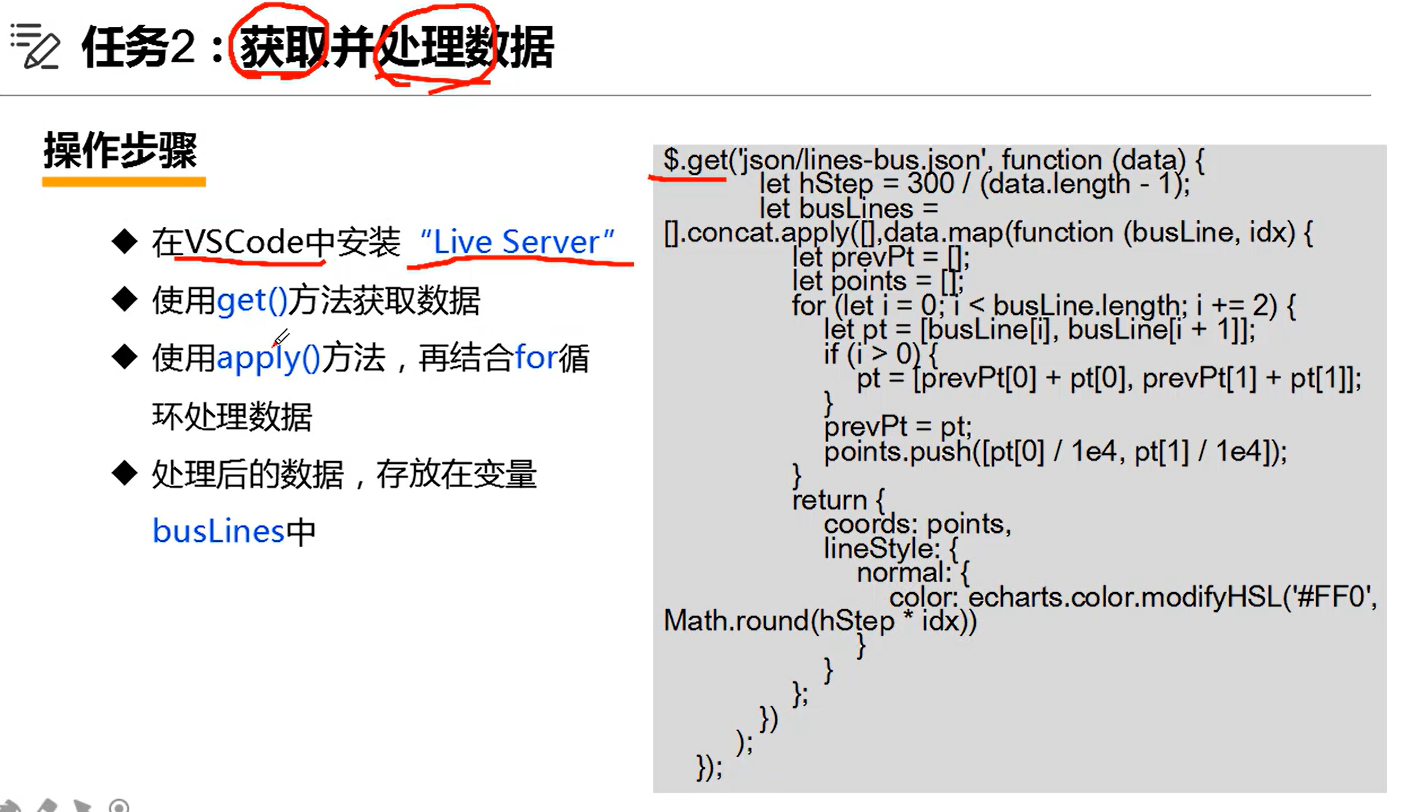 任务2：获取并处理数据
操作步骤
在VSCode中安装“Live Server”
使用get()方法获取数据
使用apply()方法，再结合for循
环处理数据
处理后的数据，存放在变量
busLines中
$.get('json/lines-bus.json', function (data) {
let hStep = 300 / (data.length - 1);
let busLines =
[].concat.apply([],data.map(function (busLine, idx) {
let prevPt = [];
let points = [];
for (let i = 0; i < busLine.length; i += 2) {
let pt = [busLine[i], busLine[i + 1]];
if (i > 0) {
pt = [prevPt[0] + pt[0], prevPt[1] + pt[1]];
}
prevPt = pt;
points.push([pt[0] / 1e4, pt[1] / 1e4]);
}
return {
coords: points,
lineStyle: {
normal: {
color: echarts.color.modifyHSL('#FF0',
Math.round(hStep * idx))
}
}
};
})
);
});